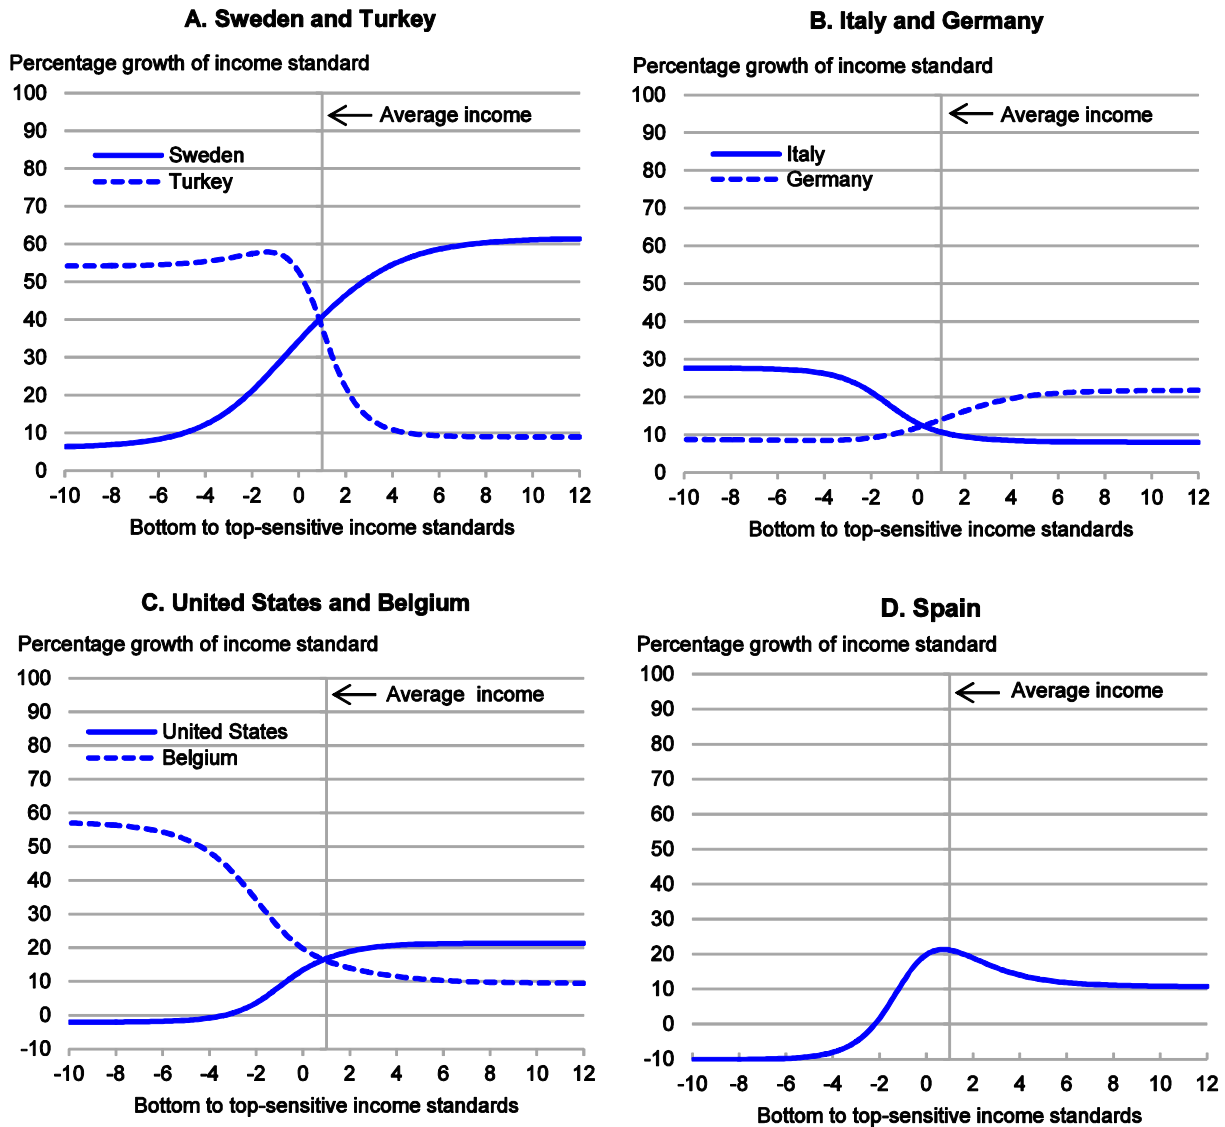 A. Sweden and Turkey
Percentage growth of income standard
100
90
80
70
60
50
40
30
20
10
0
Average income
Sweden
Turkey
-10 -8 -6 -4 -2 0 2 4 6 8 10 12
Bottom to top-sensitive income standards
B. Italy and Germany
Percentage growth of income standard
100
90
80
70
60
50
40
30
20
10
0
Average income
Italy
Germany
-10 -8 -6 -4 -2 0 2 4 6 8 10 12
Bottom to top-sensitive income standards
C. United States and Belgium
Percentage growth of income standard
100
90
80
70
60
50
40
30
20
10
0
-10
Average income
United States
Belgium
-10 -8 -6 -4 -2 0 2 4 6 8 10 12
Bottom to top-sensitive income standards
D. Spain
Percentage growth of income standard
100
90
80
70
60
50
40
30
20
10
0
-10
Average income
-10 -8 -6 -4 -2 0 2 4 6 8 10 12
Bottom to top-sensitive income standards